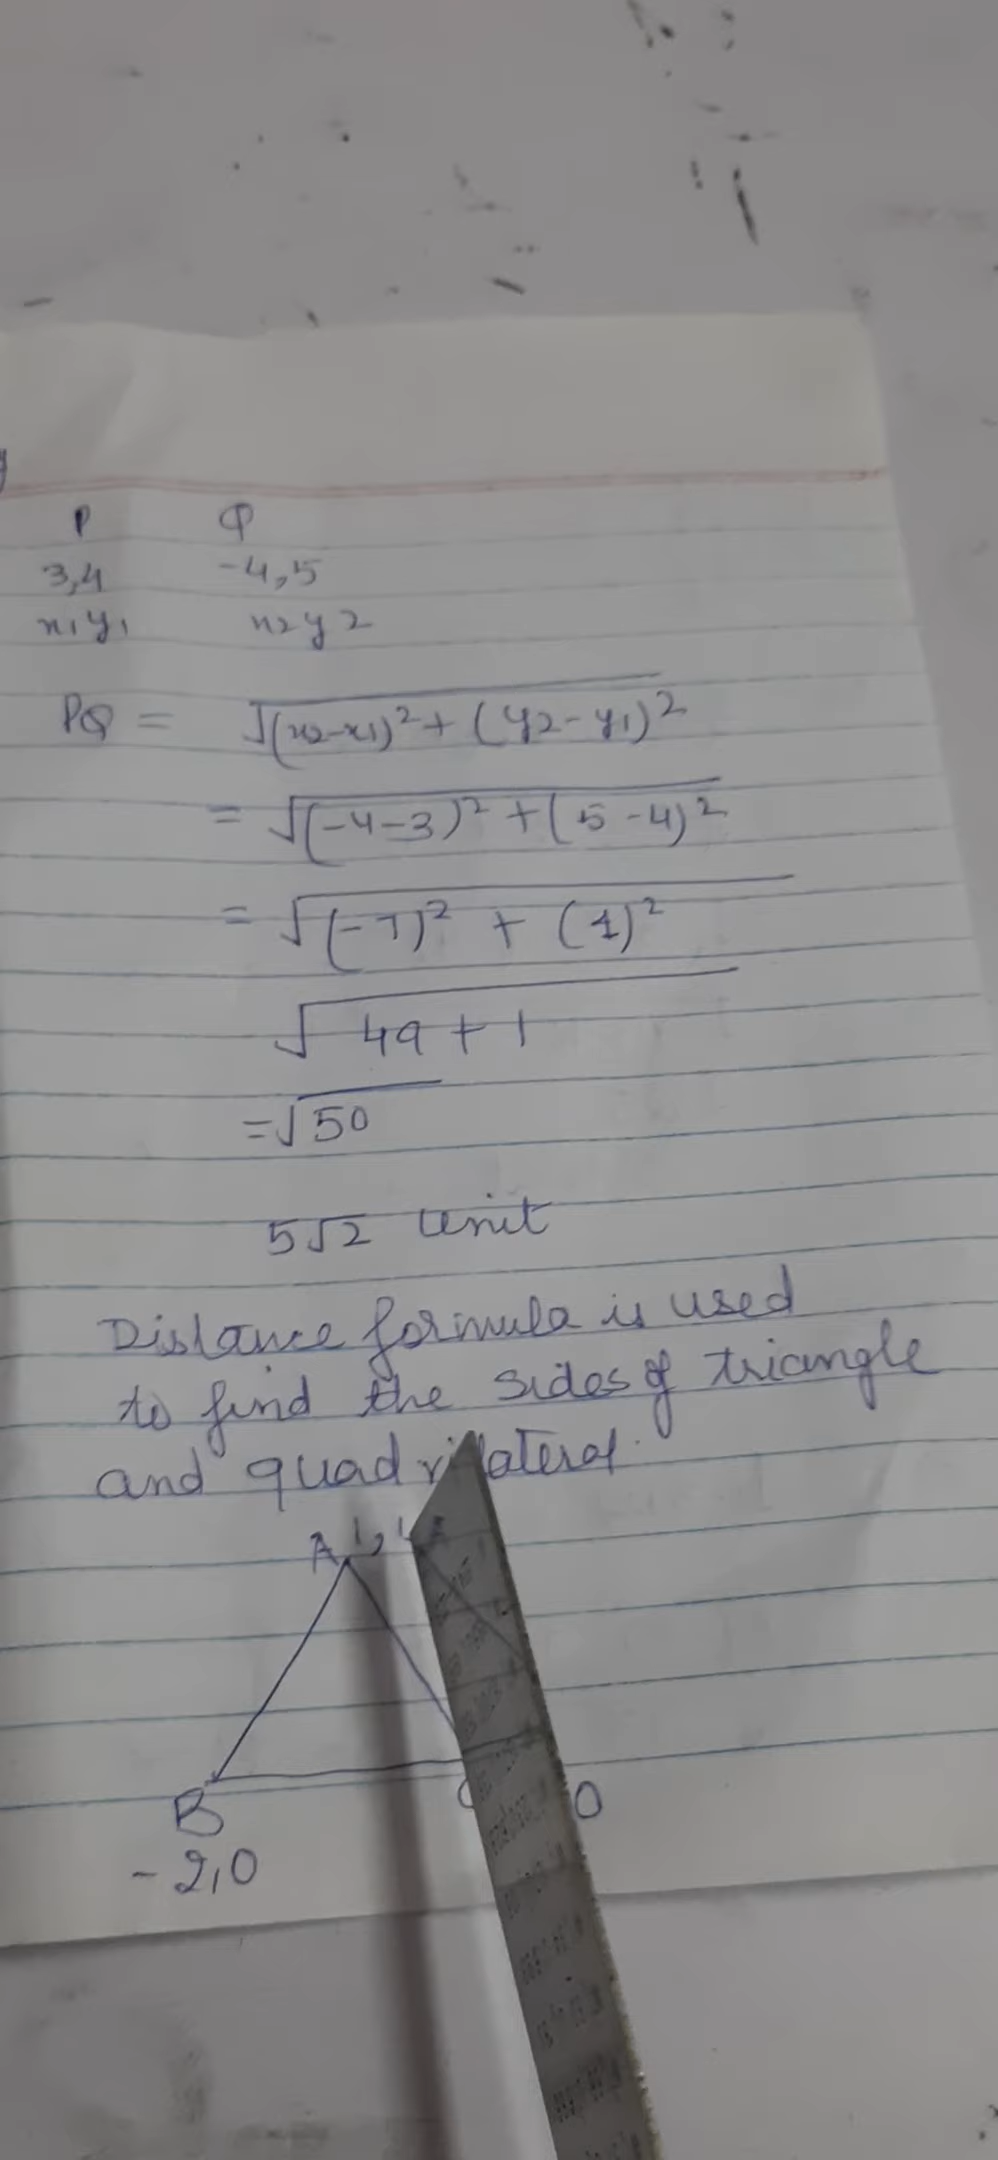 P Q
3,4 -4,5
x1y1 x2y2
PQ = √(x2-x1)² + (y2-y1)²
= √(-4-3)² + (5-4)²
= √(-7)² + (1)²
√49+1
=√50
5√2 unit
Distance formula is used
to find the sides of triangle
and quadrilateral.
A
B 0
-2,0